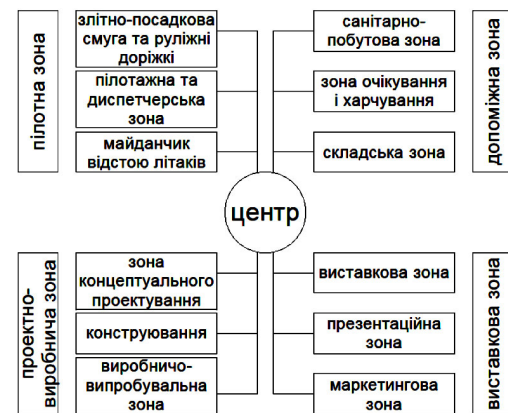 пілотна зона
злітно-посадкова
смуга та руліжні
доріжкі
пілотажна та
диспетчерська
зона
майданчик
відстою літаків
санітарно-
побутова зона
зона очікування
і харчування
складська зона
допоміжна зона
центр
проектно-
виробнича зона
зона
концептуального
проектування
конструювання
виробничо-
випробувальна
зона
виставкова зона
презентаційна
зона
маркетингова
зона
виставкова зона